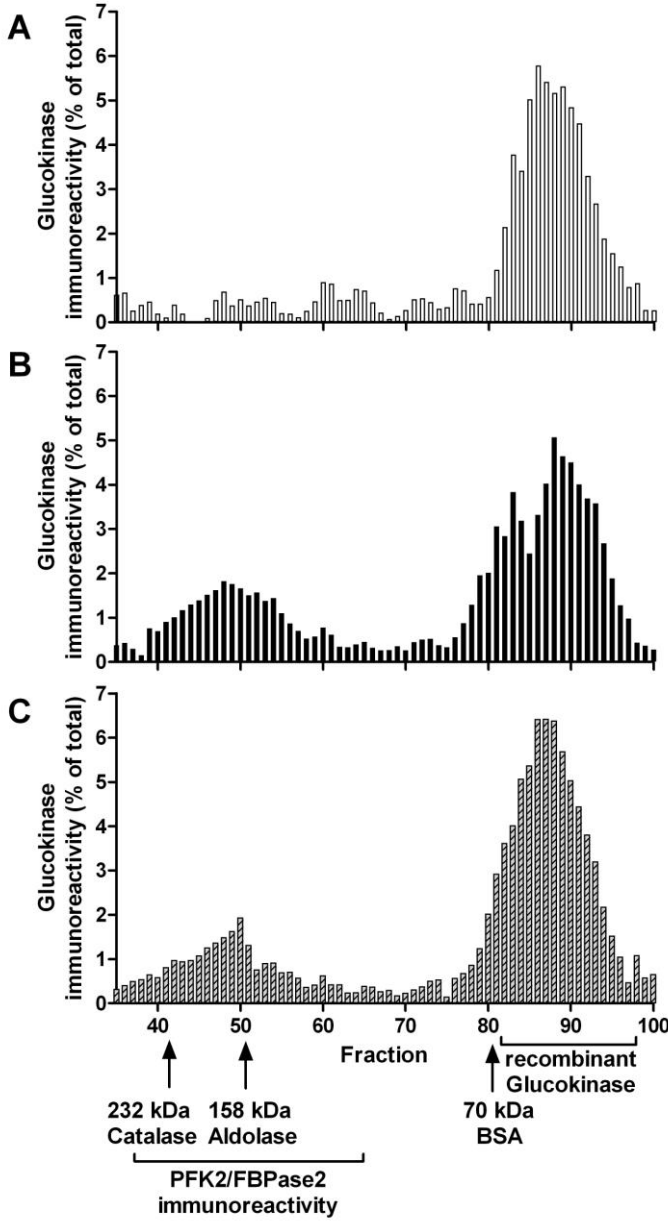 A
Glucokinase
immunoreactivity (% of total)
7
6
5
4
3
2
1
0
B
Glucokinase
immunoreactivity (% of total)
7
6
5
4
3
2
1
0
C
Glucokinase
immunoreactivity (% of total)
7
6
5
4
3
2
1
0
40 50 60 70 80 90 100
Fraction
recombinant
Glucokinase
232 kDa
Catalase
158 kDa
Aldolase
70 kDa
BSA
PFK2/FBPase2
immunoreactivity